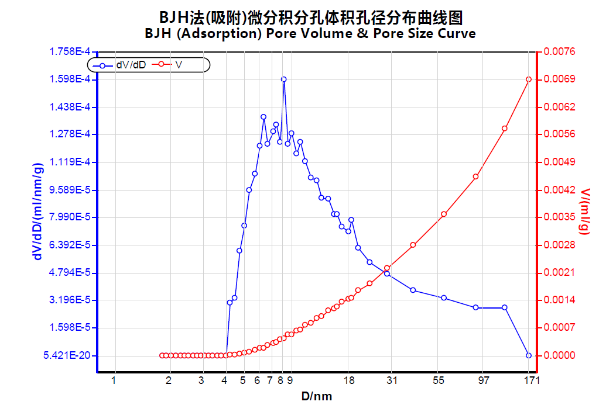 BJH法(吸附)微分积分孔体积孔径分布曲线图
BJH (Adsorption) Pore Volume & Pore Size Curve
dV/dD V
1.758E-4
1.598E-4
1.438E-4
1.278E-4
1.119E-4
9.589E-5
7.990E-5
6.392E-5
4.794E-5
3.196E-5
1.598E-5
5.421E-20
dV/dD/(ml/nm/g)
0.0076
0.0069
0.0062
0.0056
0.0049
0.0042
0.0035
0.0028
0.0021
0.0014
0.0007
0.0000
V/(ml/g)
1 2 3 4 5 6 7 8 9 18 31 55 97 171
D/nm